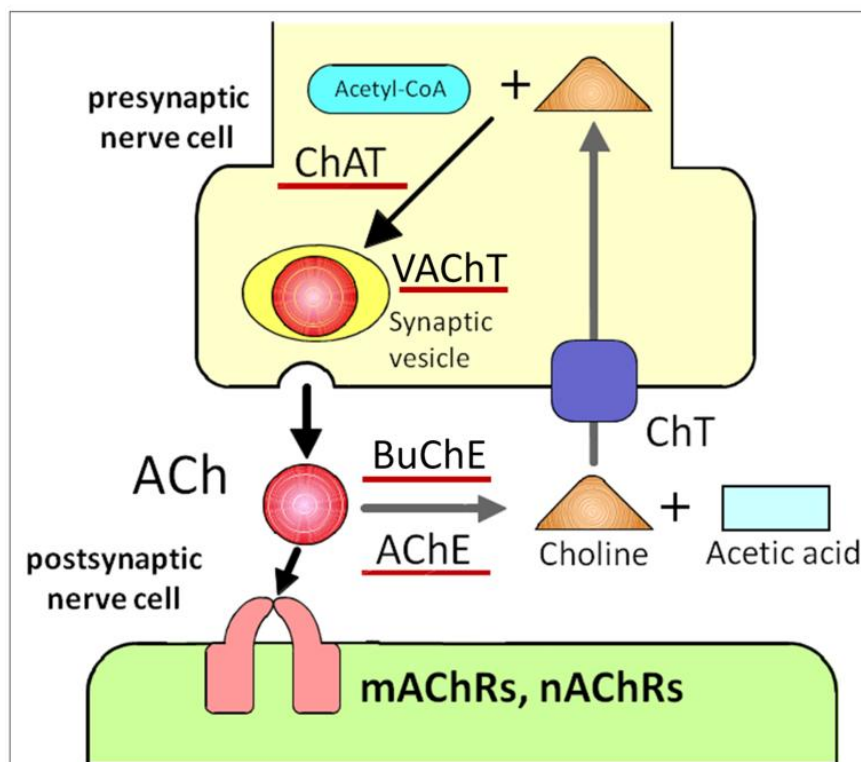 presynaptic
nerve cell
Acetyl-CoA
+
ChAT
VAChT
Synaptic
vesicle
ChT
ACh
BuChE
AChE
+
Choline
Acetic acid
postsynaptic
nerve cell
mAChRs, nAChRs